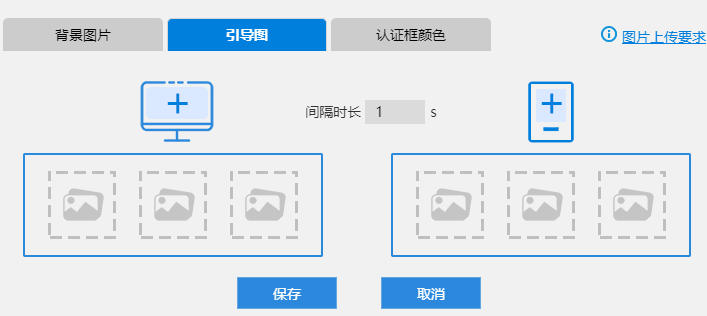 背景图片
引导图
认证框颜色
图片上传要求
间隔时长 1 s
保存
取消